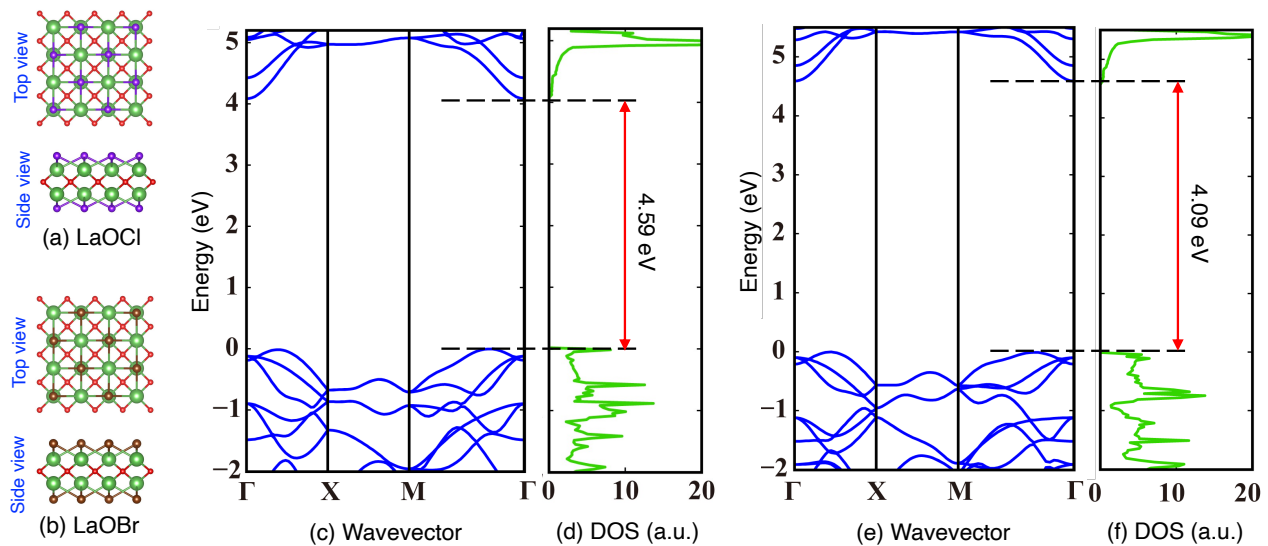 Top view
Side view
(a) LaOCl
Top view
Side view
(b) LaOBr
Energy (eV)
5
4
3
2
1
0
−1
−2
Γ X M Γ
(c) Wavevector
4.59 eV
0 10 20
(d) DOS (a.u.)
Energy (eV)
5
4
3
2
1
0
−1
−2
Γ X M Γ
(e) Wavevector
4.09 eV
0 10 20
(f) DOS (a.u.)